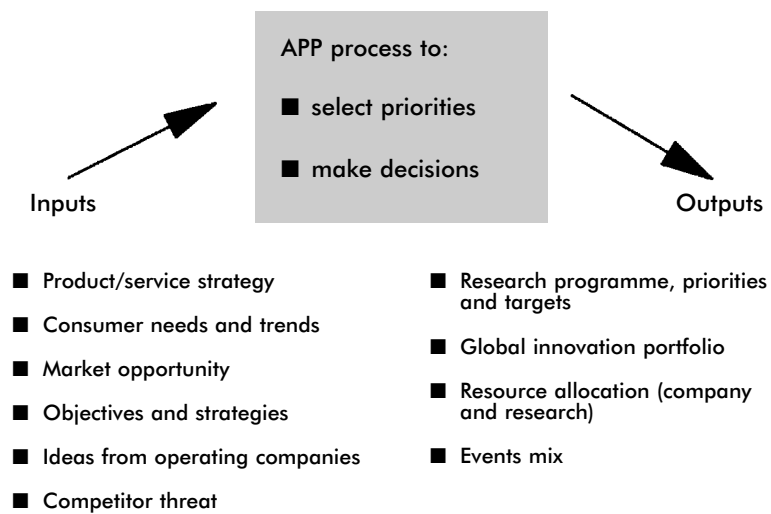 APP process to:
■ select priorities
■ make decisions
Inputs
Outputs
■ Product/service strategy
■ Consumer needs and trends
■ Market opportunity
■ Objectives and strategies
■ Ideas from operating companies
■ Competitor threat
■ Research programme, priorities
and targets
■ Global innovation portfolio
■ Resource allocation (company
and research)
■ Events mix